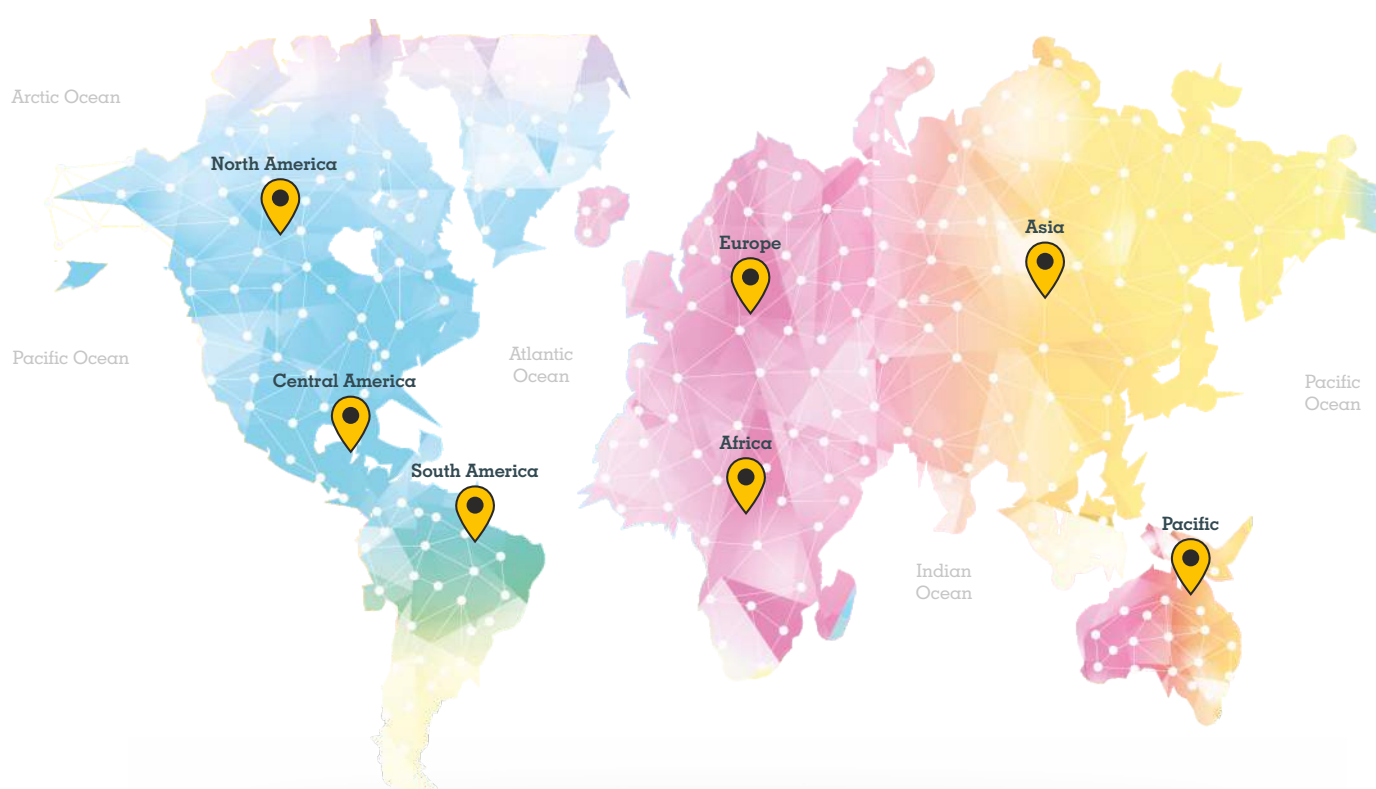 Arctic Ocean
North America
Asia
Europe
Pacific Ocean
Atlantic
Ocean
Central America
Pacific
Ocean
Africa
South America
Pacific
Indian
Ocean